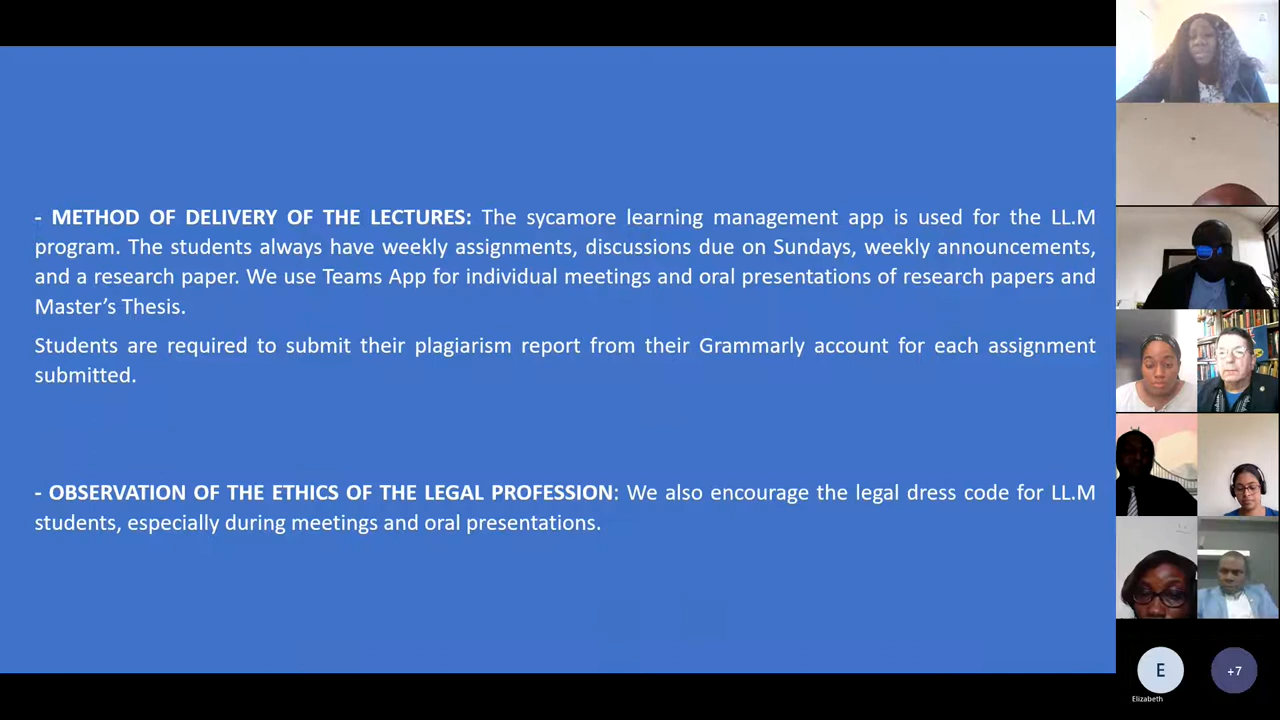 - METHOD OF DELIVERY OF THE LECTURES: The sycamore learning management app is used for the LL.M
program. The students always have weekly assignments, discussions due on Sundays, weekly announcements,
and a research paper. We use Teams App for individual meetings and oral presentations of research papers and
Master’s Thesis.
Students are required to submit their plagiarism report from their Grammarly account for each assignment
submitted.
- OBSERVATION OF THE ETHICS OF THE LEGAL PROFESSION: We also encourage the legal dress code for LL.M
students, especially during meetings and oral presentations.
E
+7
Elizabeth